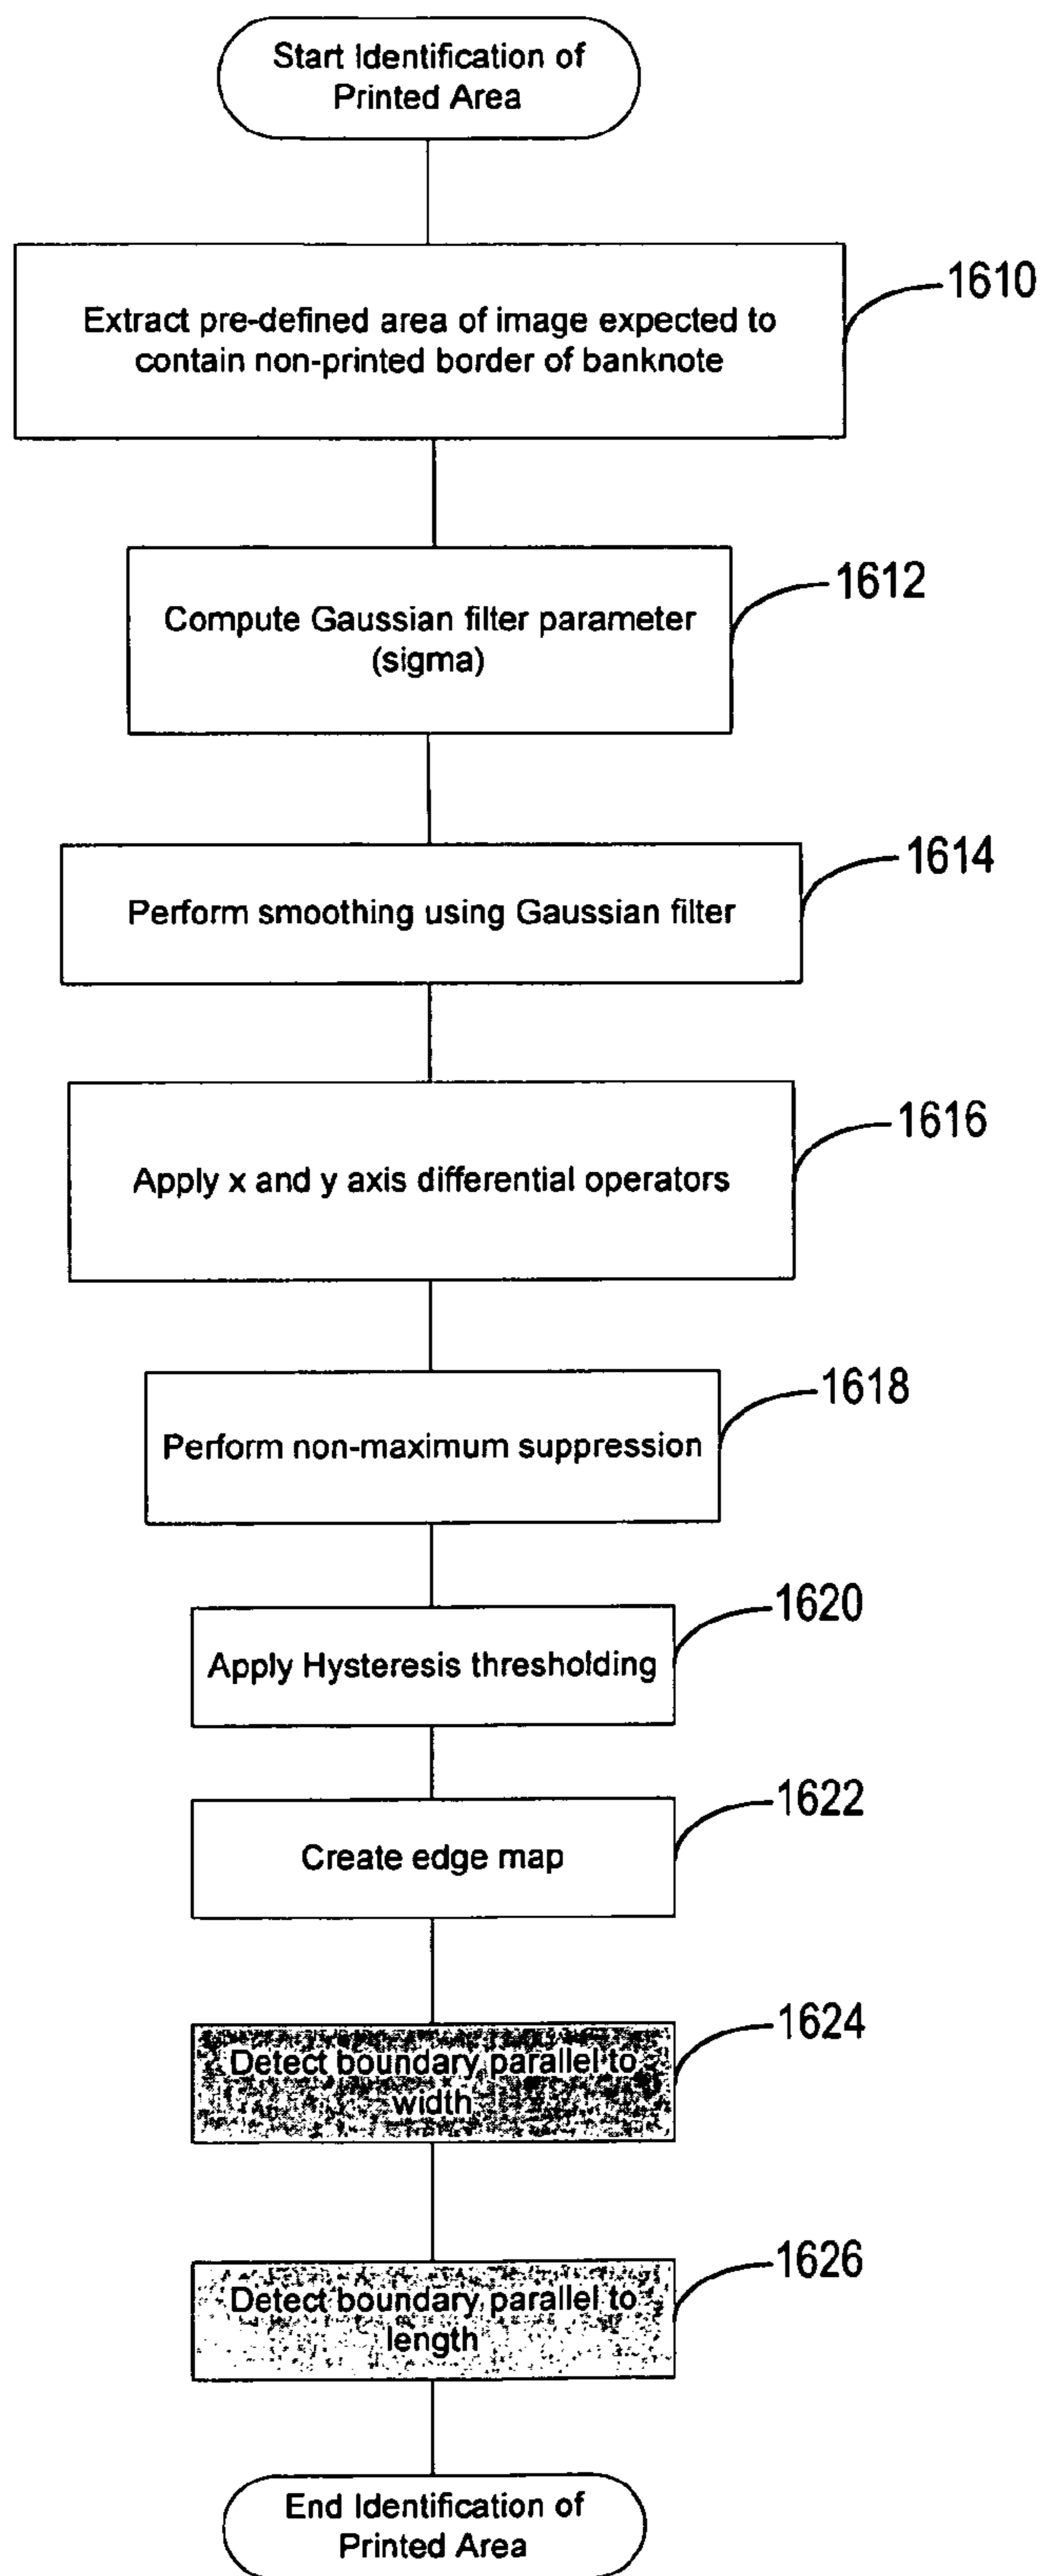 Start Identification of
Printed Area
1610
Extract pre-defined area of image expected to
contain non-printed border of banknote
1612
Compute Gaussian filter parameter
(sigma)
1614
Perform smoothing using Gaussian filter
1616
Apply x and y axis differential operators
1618
Perform non-maximum suppression
1620
Apply Hysteresis thresholding
1622
Create edge map
1624
Detect boundary parallel to
width
1626
Detect boundary parallel to
length
End Identification of
Printed Area